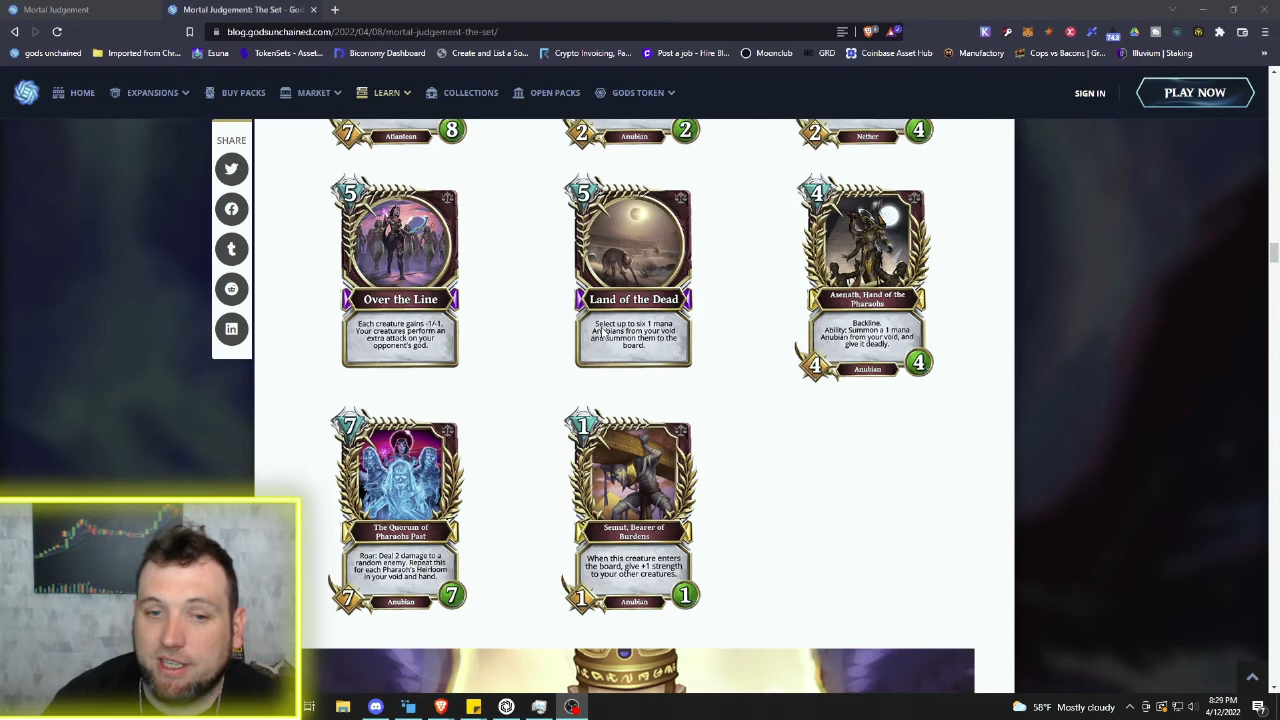 Mortal Judgement
Mortal Judgement: The Set - God
blog.godsunchained.com/2022/04/08/mortal-judgement-the-set/
gods unchained
Imported from Chr...
Esuna
TokenSets - Asset...
Biconomy Dashboard
Create and List a So...
Crypto Invoicing, Pa...
Post a job - Hire Bl...
Moonclub
GRD
Coinbase Asset Hub
Manufactory
Cops vs Bacons | Gr...
Illuvium | Staking
74.8
HOME
EXPANSIONS
BUY PACKS
MARKET
LEARN
COLLECTIONS
OPEN PACKS
GODS TOKEN
SIGN IN
PLAY NOW
SHARE
7
Atlantean
8
2
Anubian
2
2
Nether
4
5
Over the Line
Each creature gains -1/-1.
Your creatures perform an
extra attack on your
opponent's god.
5
Land of the Dead
Select up to six 1 mana
Anubians from your void
and summon them to the
board.
4
Asenath, Hand of the
Pharaohs
Backline.
Ability: Summon a 1 mana
Anubian from your void, and
give it deadly.
4
Anubian
4
7
The Quorum of
Pharaohs Past
Roar: Deal 2 damage to a
random enemy. Repeat this
for each Pharaoh's Heirloom
in your void and hand.
7
Anubian
7
1
Semut, Bearer of
Burdens
When this creature enters
the board, give +1 strength
to your other creatures.
1
Anubian
1
58°F Mostly cloudy
8:29 PM
4/12/2022